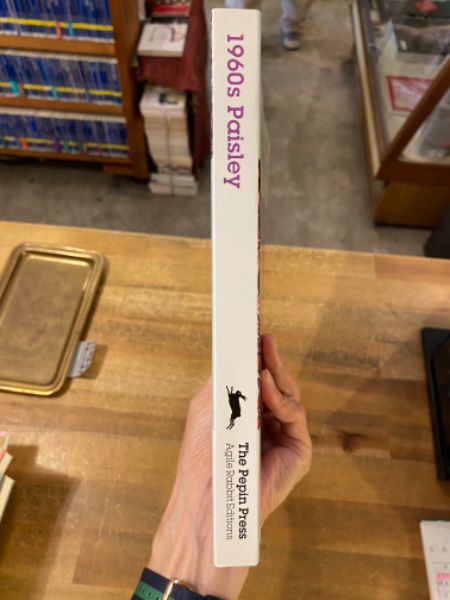 1960s Paisley
The Pepin Press
Agile Rabbit Editions